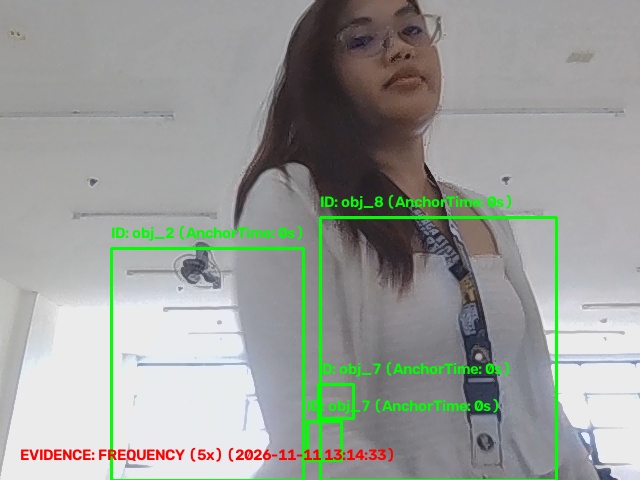 ID: obj_8 (AnchorTime: 0s)
ID: obj_2 (AnchorTime: 0s)
ID: obj_7 (AnchorTime: 0s)
obj_7 (AnchorTime: 0s)
EVIDENCE: FREQUENCY (5x) (2026-11-11 13:14:33)